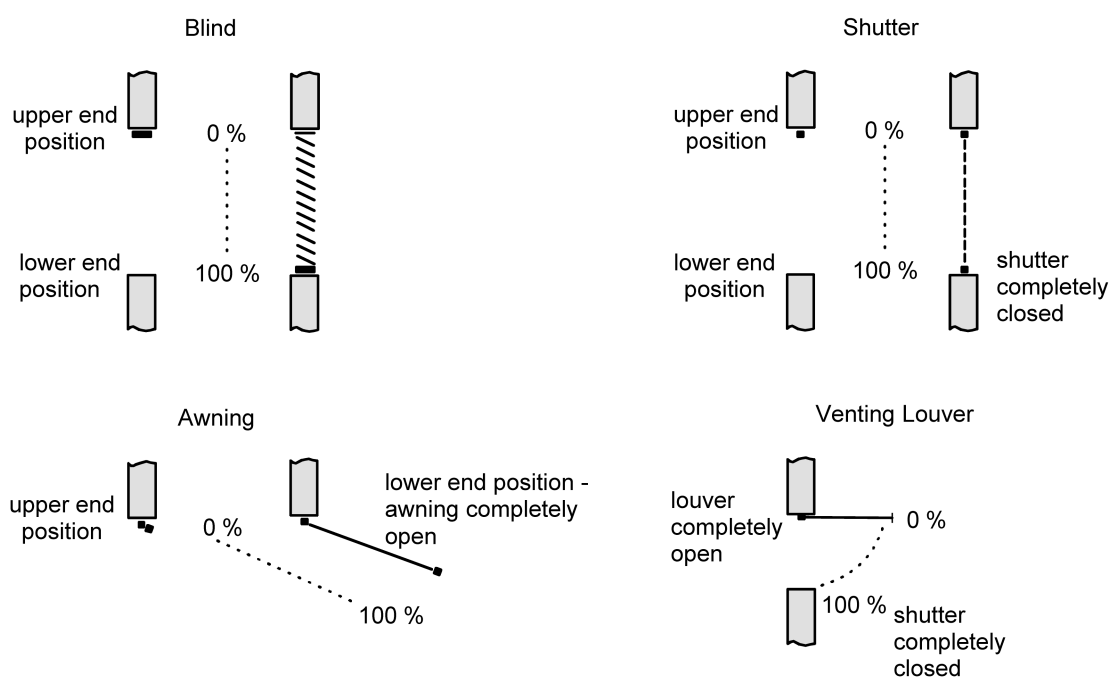 Blind
upper end
position
0 %
lower end
position
100 %
Shutter
upper end
position
0 %
lower end
position
100 %
shutter
completely
closed
Awning
upper end
position
0 %
lower end position -
awning completely
open
100 %
Venting Louver
louver
completely
open
0 %
100 %
shutter
completely
closed